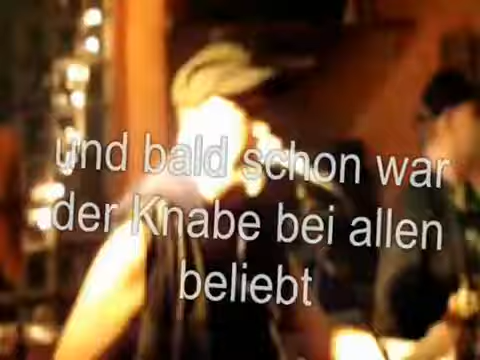 und bald schon war
der Knabe bei allen
beliebt